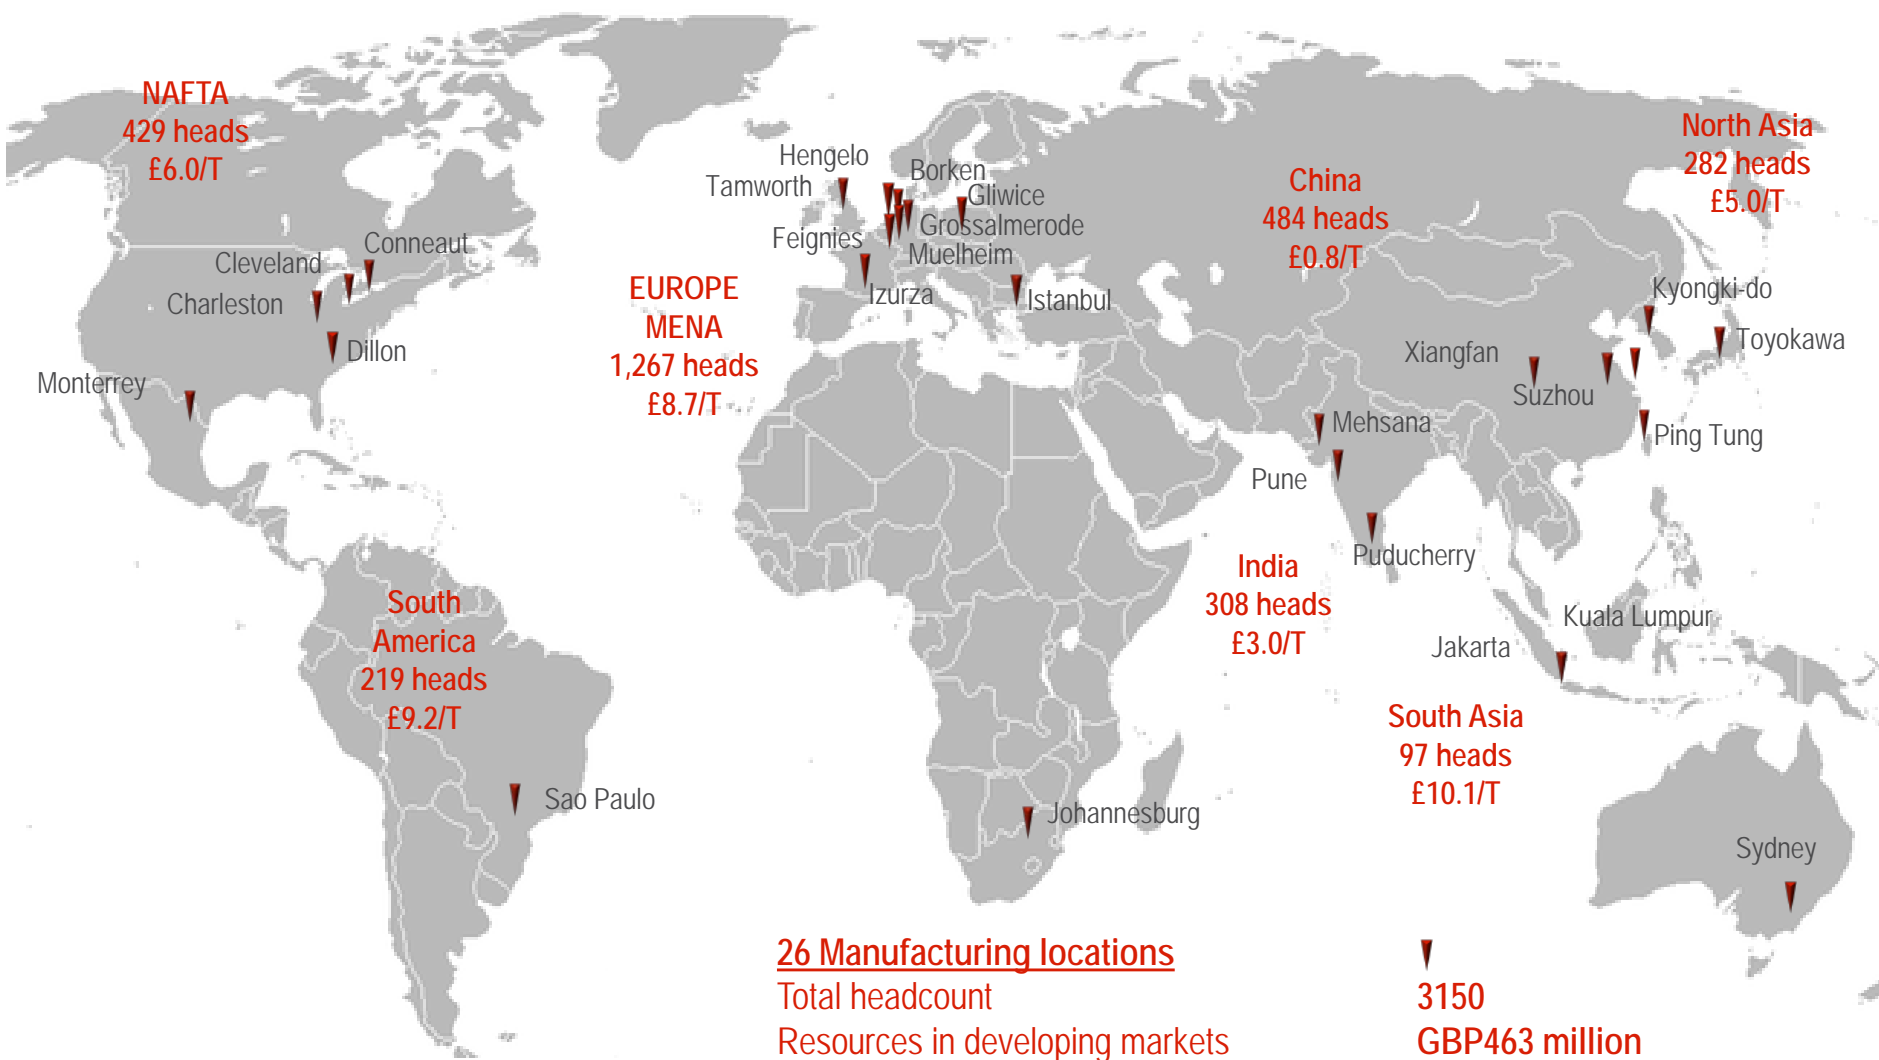 NAFTA
429 heads
£6.0/T
Hengelo
Tamworth
Borken
Gliwice
Grossalmerode
Feignies
Muelheim
Izurza
Istanbul
China
484 heads
£0.8/T
North Asia
282 heads
£5.0/T
Conneaut
Cleveland
Charleston
Dillon
Monterrey
EUROPE
MENA
1,267 heads
£8.7/T
Kyongki-do
Toyokawa
Xiangfan
Suzhou
Ping Tung
Mehsana
Pune
Puducherry
India
308 heads
£3.0/T
Kuala Lumpur
Jakarta
South
America
219 heads
£9.2/T
South Asia
97 heads
£10.1/T
Sao Paulo
Johannesburg
Sydney
26 Manufacturing locations
Total headcount 3150
Resources in developing markets GBP463 million